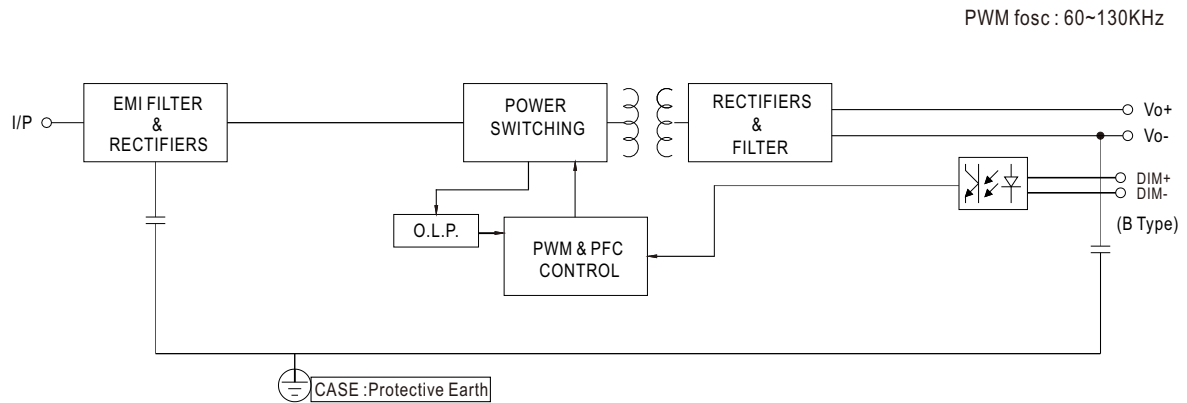 PWM fosc : 60~130KHz
I/P
EMI FILTER
&
RECTIFIERS
POWER
SWITCHING
RECTIFIERS
&
FILTER
Vo+
Vo-
DIM+
DIM-
(B Type)
O.L.P.
PWM & PFC
CONTROL
CASE :Protective Earth